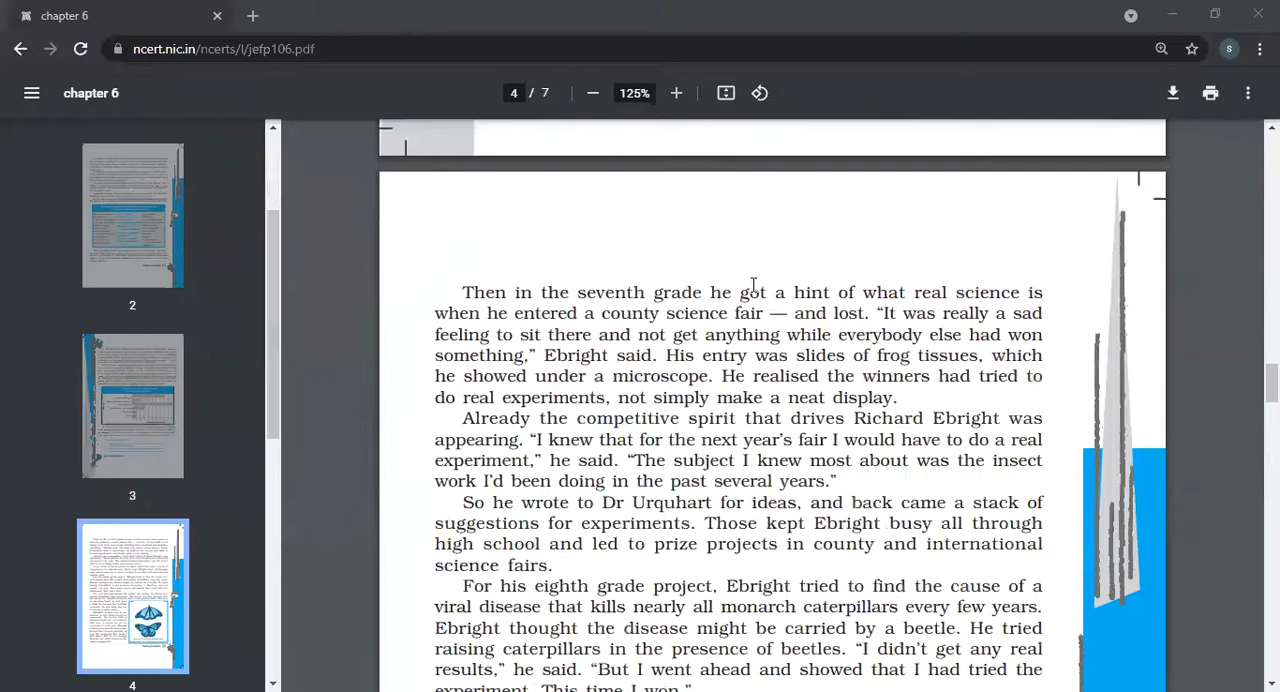 chapter 6
ncert.nic.in/ncerts/l/jefp106.pdf
s
chapter 6
4 / 7
125%
2
3
4
Then in the seventh grade he got a hint of what real science is
when he entered a county science fair — and lost. “It was really a sad
feeling to sit there and not get anything while everybody else had won
something,” Ebright said. His entry was slides of frog tissues, which
he showed under a microscope. He realised the winners had tried to
do real experiments, not simply make a neat display.
Already the competitive spirit that drives Richard Ebright was
appearing. “I knew that for the next year’s fair I would have to do a real
experiment,” he said. “The subject I knew most about was the insect
work I’d been doing in the past several years.”
So he wrote to Dr Urquhart for ideas, and back came a stack of
suggestions for experiments. Those kept Ebright busy all through
high school and led to prize projects in county and international
science fairs.
For his eighth grade project, Ebright tried to find the cause of a
viral disease that kills nearly all monarch caterpillars every few years.
Ebright thought the disease might be carried by a beetle. He tried
raising caterpillars in the presence of beetles. “I didn’t get any real
results,” he said. “But I went ahead and showed that I had tried the
experiment. This time I won.”